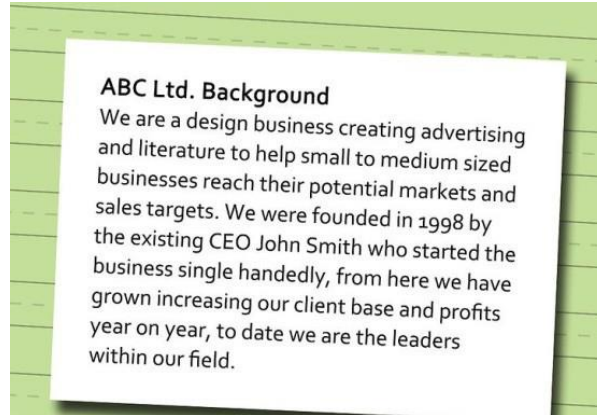 ABC Ltd. Background
We are a design business creating advertising
and literature to help small to medium sized
businesses reach their potential markets and
sales targets. We were founded in 1998 by
the existing CEO John Smith who started the
business single handedly, from here we have
grown increasing our client base and profits
year on year, to date we are the leaders
within our field.